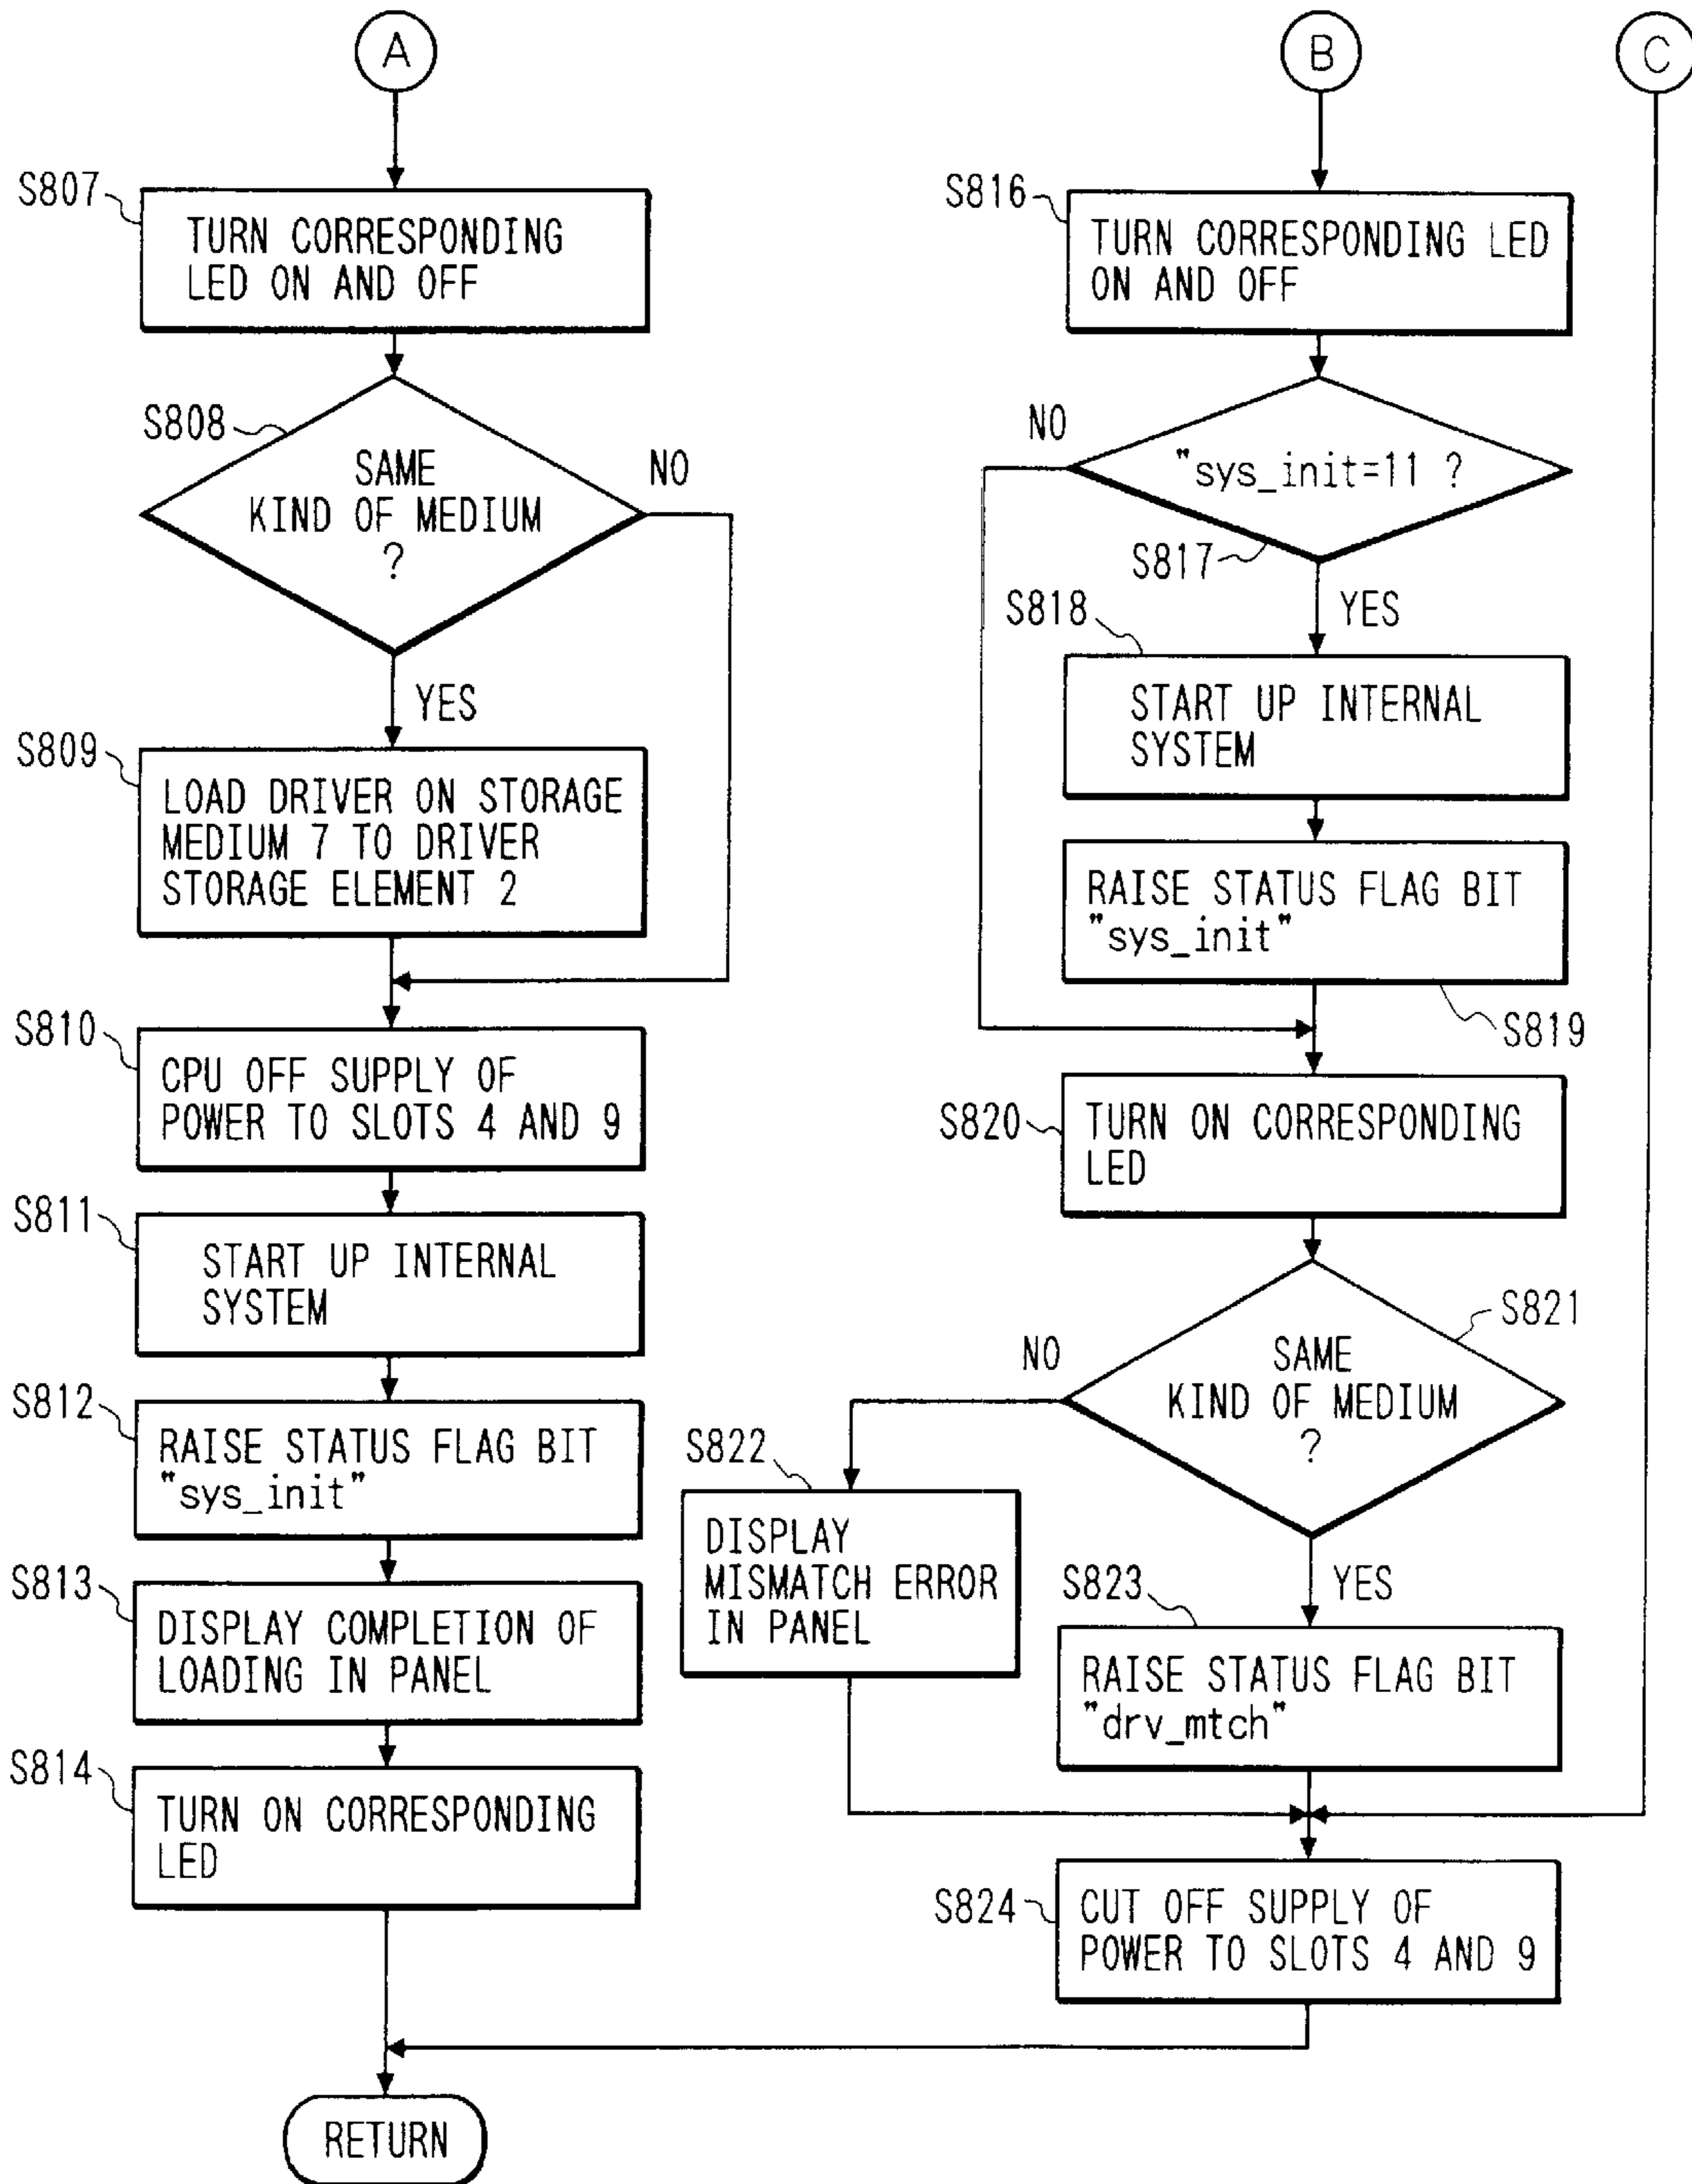 A
S807
TURN CORRESPONDING
LED ON AND OFF
S808
SAME
KIND OF MEDIUM
?
NO
YES
S809
LOAD DRIVER ON STORAGE
MEDIUM 7 TO DRIVER
STORAGE ELEMENT 2
S810
CPU OFF SUPPLY OF
POWER TO SLOTS 4 AND 9
S811
START UP INTERNAL
SYSTEM
S812
RAISE STATUS FLAG BIT
"sys_init"
S813
DISPLAY COMPLETION OF
LOADING IN PANEL
S814
TURN ON CORRESPONDING
LED
RETURN
B
C
S816
TURN CORRESPONDING LED
ON AND OFF
NO
"sys_init=11 ?
S817
YES
S818
START UP INTERNAL
SYSTEM
RAISE STATUS FLAG BIT
"sys_init"
S819
S820
TURN ON CORRESPONDING
LED
S821
NO
SAME
KIND OF MEDIUM
?
S822
DISPLAY
MISMATCH ERROR
IN PANEL
YES
S823
RAISE STATUS FLAG BIT
"drv_mtch"
S824
CUT OFF SUPPLY OF
POWER TO SLOTS 4 AND 9